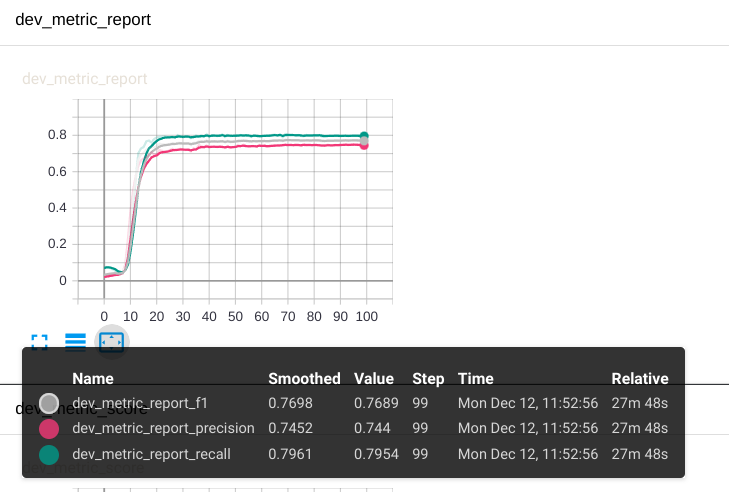 dev_metric_report
dev_metric_report
0.8
0.6
0.4
0.2
0
0 10 20 30 40 50 60 70 80 90 100
Name Smoothed Value Step Time Relative
dev_metric_score
dev_metric_report_f1 0.7698 0.7689 99 Mon Dec 12, 11:52:56 27m 48s
dev_metric_report_precision 0.7452 0.744 99 Mon Dec 12, 11:52:56 27m 48s
dev_metric_report_recall 0.7961 0.7954 99 Mon Dec 12, 11:52:56 27m 48s
dev_metric_score